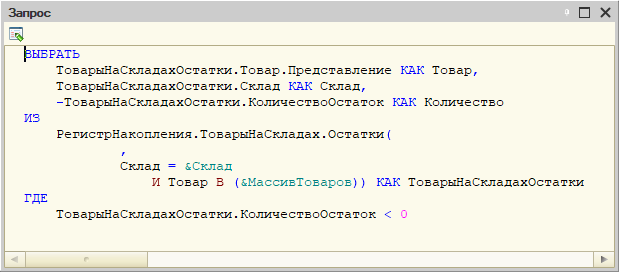 Запрос
ВЫБРАТЬ
ТоварыНаСкладахОстатки.Товар.Представление КАК Товар,
ТоварыНаСкладахОстатки.Склад КАК Склад,
-ТоварыНаСкладахОстатки.КоличествоОстаток КАК Количество
ИЗ
РегистрНакопления.ТоварыНаСкладах.Остатки(
,
Склад = &Склад
И Товар В (&МассивТоваров)) КАК ТоварыНаСкладахОстатки
ГДЕ
ТоварыНаСкладахОстатки.КоличествоОстаток < 0